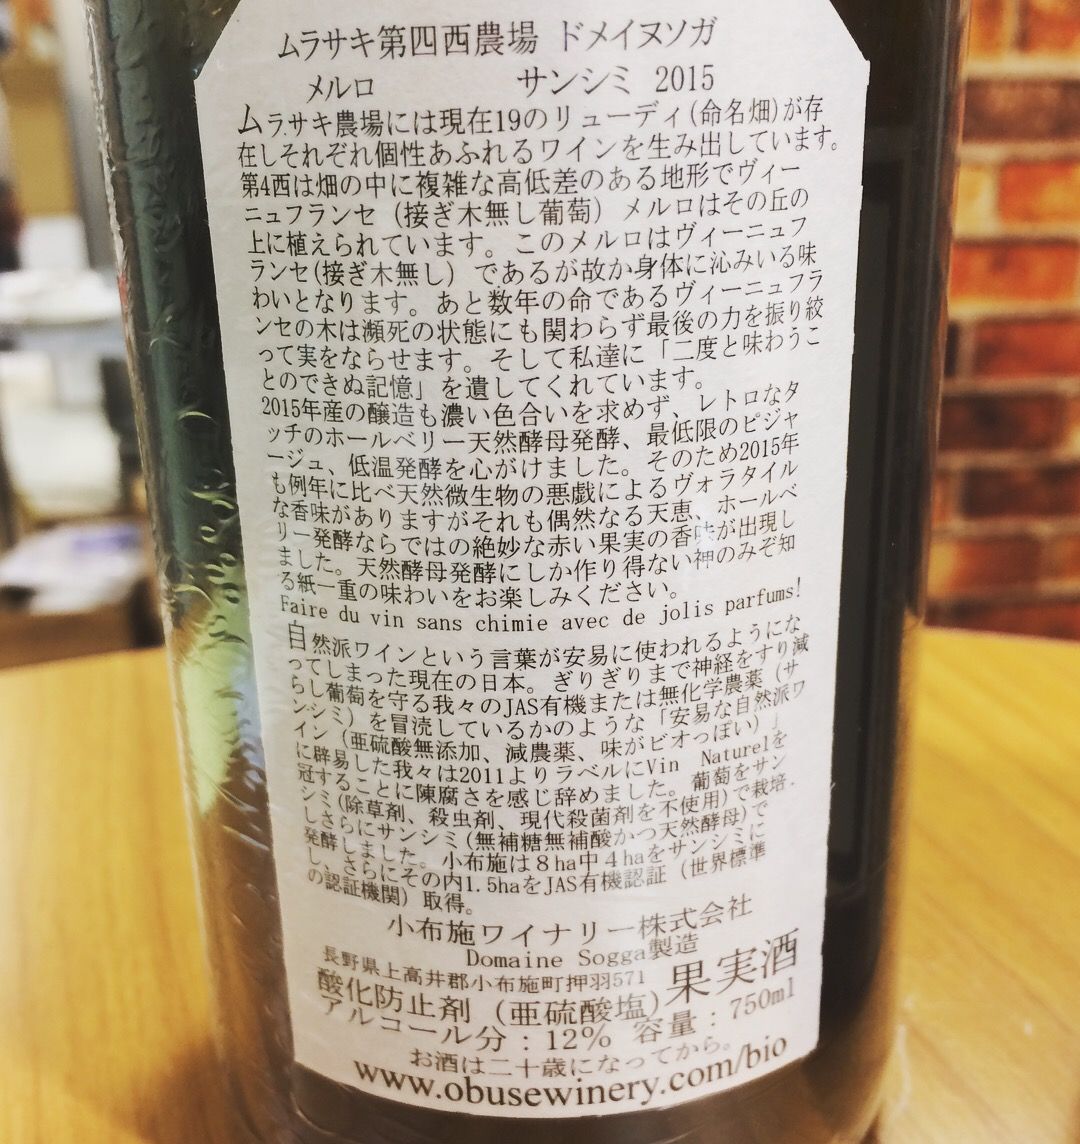 ムラサキ第四西農場 ドメイヌソガ
メルロ サンシミ 2015
ムラサキ農場には現在19のリューディ(命名畑)が存
在しそれぞれ個性あふれるワインを生み出しています。
第4西は畑の中に複雑な高低差のある地形でヴィー
ニュフランセ (接ぎ木無し葡萄) メルロはその丘の
上に植えられています。このメルロはヴィーニュフ
ランセ(接ぎ木無し) であるが故か身体に沁みいる味
わいとなります。あと数年の命であるヴィーニュフラ
ンセの木は瀕死の状態にも関わらず最後の力を振り絞
って実をならせます。そして私達に「二度と味わうこ
とのできぬ記憶」を遺してくれています。
2015年産の醸造も濃い色合いを求めず、レトロなタ
ッチのホールベリー天然酵母発酵、最低限のピジャ
ージュ、低温発酵を心がけました。そのため2015年
も例年に比べ天然微生物の悪戯によるヴォラタイル
な香味がありますがそれも偶然なる天恵、ホールベ
リー発酵ならではの絶妙な赤い果実の香味が出現し
ました。天然酵母発酵にしか作り得ない神のみぞ知
る紙一重の味わいをお楽しみください。
Faire du vin sans chimie avec de jolis parfums!
自然派ワインという言葉が安易に使われるようにな
ってしまった現在の日本。ぎりぎりまで神経をすり減
らし葡萄を守る我々のJAS有機または無化学農薬 (サ
ンシミ) を冒涜しているかのような「安易な自然派ワ
イン (亜硫酸無添加、減農薬、味がビオっぽい) 」
に辟易した我々は2011よりラベルにVin Naturelを
冠することに陳腐さを感じ辞めました。葡萄をサン
シミ(除草剤、殺虫剤、現代殺菌剤を不使用)で栽培.
しさらにサンシミ(無補糖無補酸かつ天然酵母)で
発酵しました。小布施は8ha中4haをサンシミに
し、さらにその内1.5haをJAS有機認証 (世界標準
の認証機関) 取得。
小布施ワイナリー株式会社
Domaine Sogga製造
長野県上高井郡小布施町押羽571
果実酒
酸化防止剤 (亜硫酸塩)
アルコール分:12% 容量:750ml
お酒は二十歳になってから。
www.obusewinery.com/bio